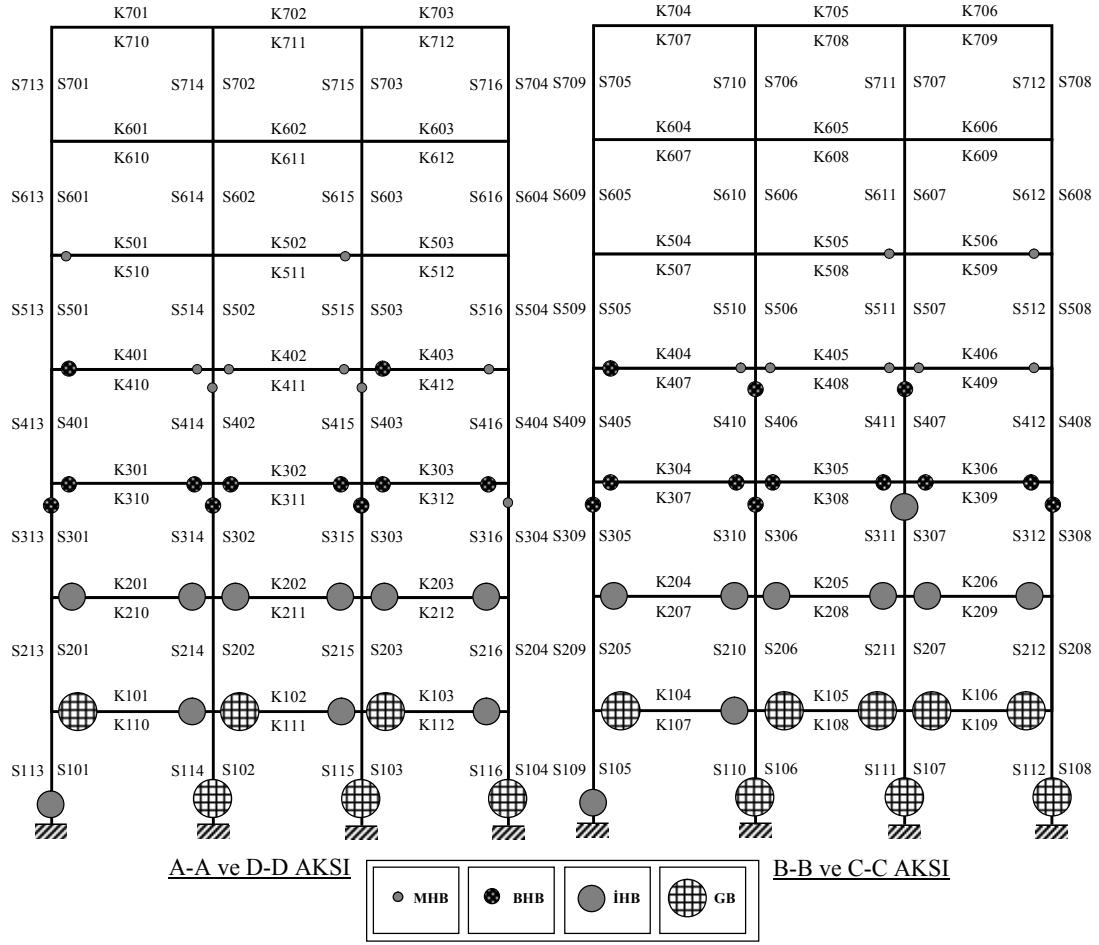 K701 K702 K703 K704 K705 K706
K710 K711 K712 K707 K708 K709
S713 S701 S714 S702 S715 S703 S716 S704 S709 S705 S710 S706 S711 S707 S712 S708
K601 K602 K603 K604 K605 K606
K610 K611 K612 K607 K608 K609
S613 S601 S614 S602 S615 S603 S616 S604 S609 S605 S610 S606 S611 S607 S612 S608
K501 K502 K503 K504 K505 K506
K510 K511 K512 K507 K508 K509
S513 S501 S514 S502 S515 S503 S516 S504 S509 S505 S510 S506 S511 S507 S512 S508
K401 K402 K403 K404 K405 K406
K410 K411 K412 K407 K408 K409
S413 S401 S414 S402 S415 S403 S416 S404 S409 S405 S410 S406 S411 S407 S412 S408
K301 K302 K303 K304 K305 K306
K310 K311 K312 K307 K308 K309
S313 S301 S314 S302 S315 S303 S316 S304 S309 S305 S310 S306 S311 S307 S312 S308
K201 K202 K203 K204 K205 K206
K210 K211 K212 K207 K208 K209
S213 S201 S214 S202 S215 S203 S216 S204 S209 S205 S210 S206 S211 S207 S212 S208
K101 K102 K103 K104 K105 K106
K110 K111 K112 K107 K108 K109
S113 S101 S114 S102 S115 S103 S116 S104 S109 S105 S110 S106 S111 S107 S112 S108
A-A ve D-D AKSI B-B ve C-C AKSI
MHB BHB İHB GB